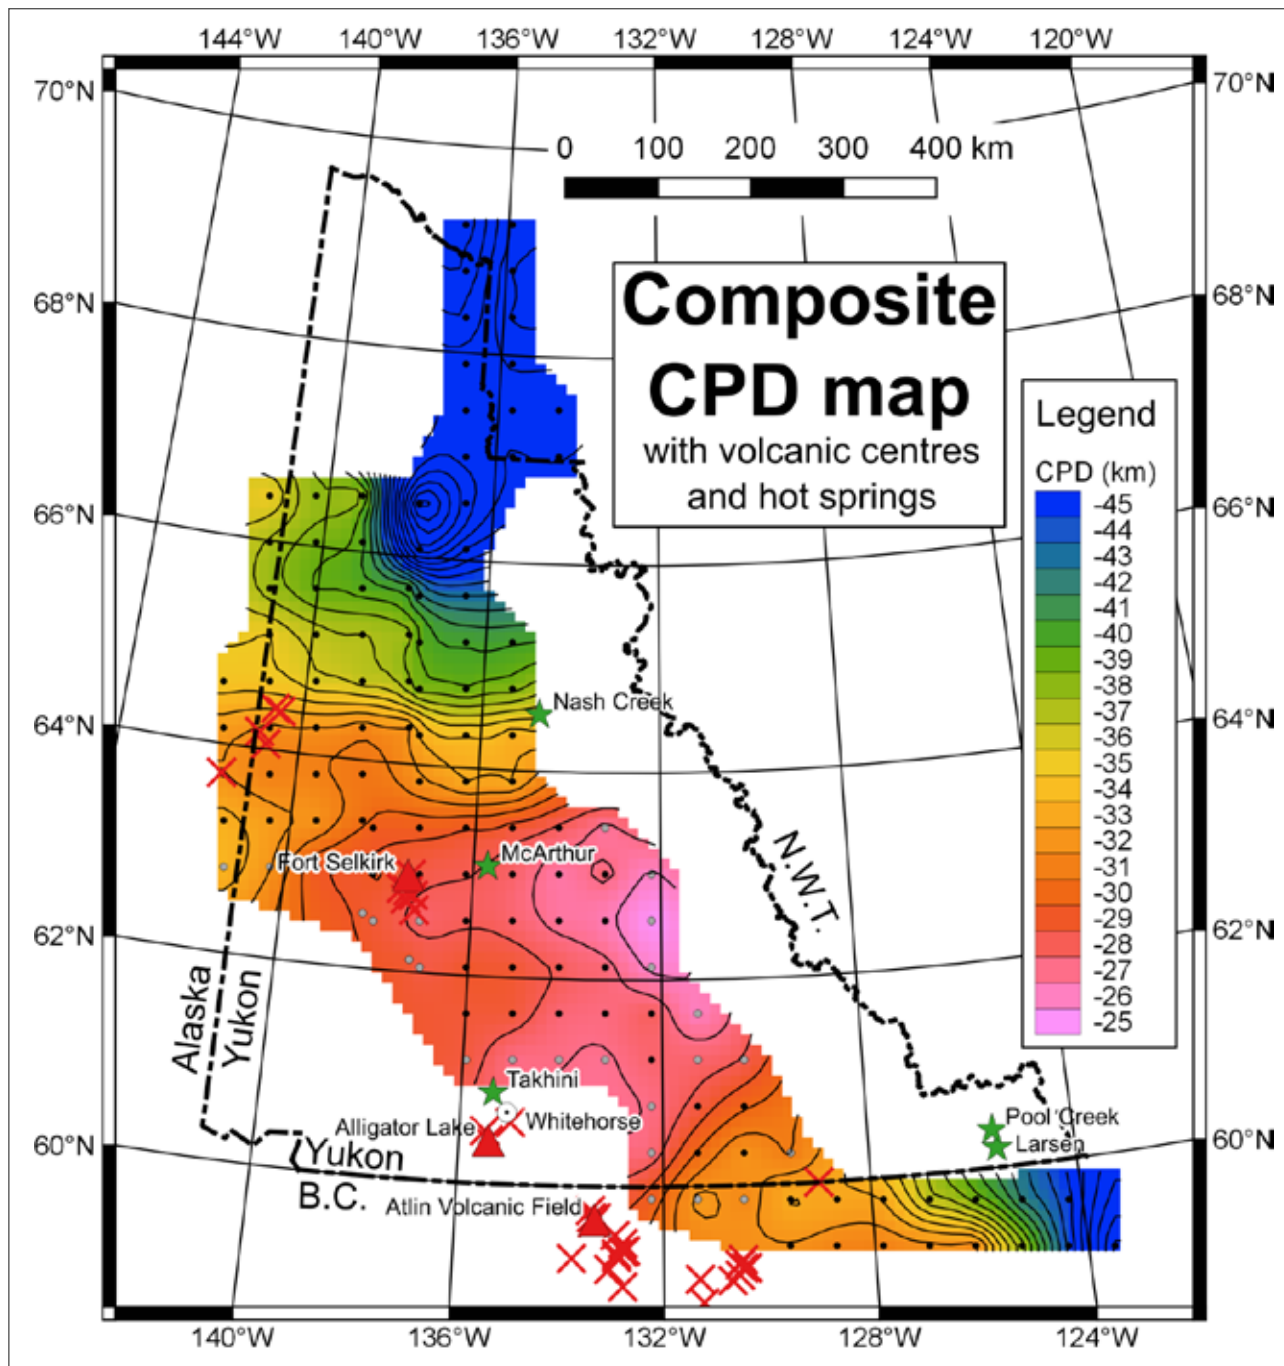 144°W 140°W 136°W 132°W 128°W 124°W 120°W
70°N 70°N
0 100 200 300 400 km
Composite
CPD map
with volcanic centres
and hot springs
68°N 68°N
Legend
CPD (km)
-45
-44
-43
-42
-41
-40
-39
-38
-37
-36
-35
-34
-33
-32
-31
-30
-29
-28
-27
-26
-25
66°N 66°N
Nash Creek
64°N 64°N
N.W.T.
Fort Selkirk
McArthur
62°N 62°N
Alaska
Yukon
Takhini
Alligator Lake
Whitehorse
Pool Creek
Larsen
60°N 60°N
Yukon
B.C.
Atlin Volcanic Field
140°W 136°W 132°W 128°W 124°W